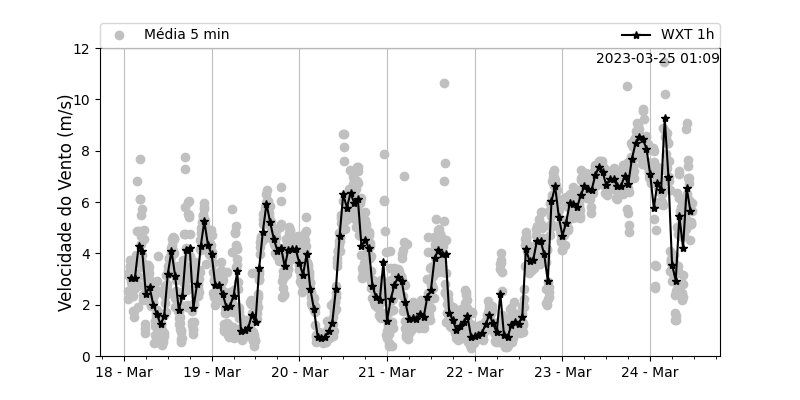 Média 5 min
WXT 1h
2023-03-25 01:09
Velocidade do Vento (m/s)
12
10
8
6
4
2
0
18 - Mar
19 - Mar
20 - Mar
21 - Mar
22 - Mar
23 - Mar
24 - Mar